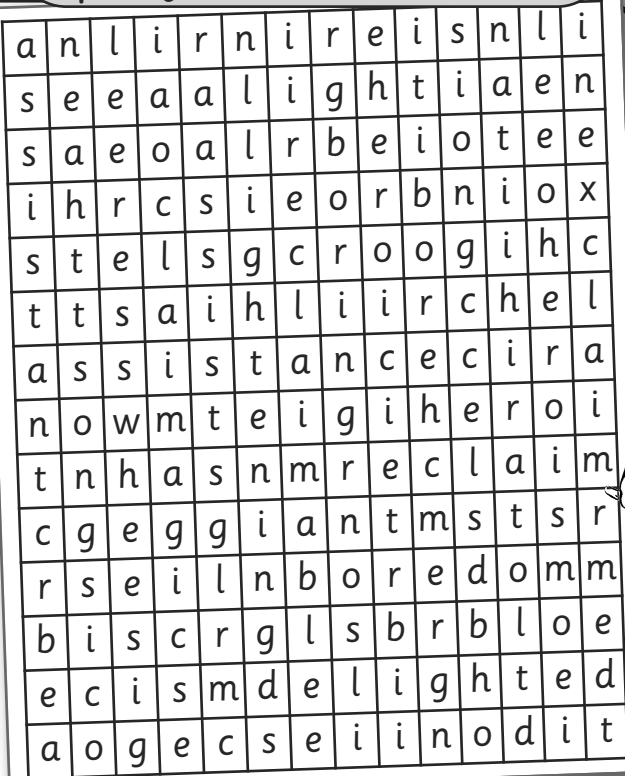 a n l i r n i r e i s n l i
s e e a a l i g h t i a e n
s a e o a l r b e i o t e e
i h r c s i e o r b n i o x
s t e l s g c r o o g i h c
t t s a i h l i i r c h e l
a s s i s t a n c e c i r a
n o w m t e i g i h e r o i
t n h a s n m r e c l a i m
c g e g g i a n t m s t s r
r s e i l n b o r e d o m m
b i s c r g l s b r b l o e
e c i s m d e l i g h t e d
a o g e c s e i i n o d i t